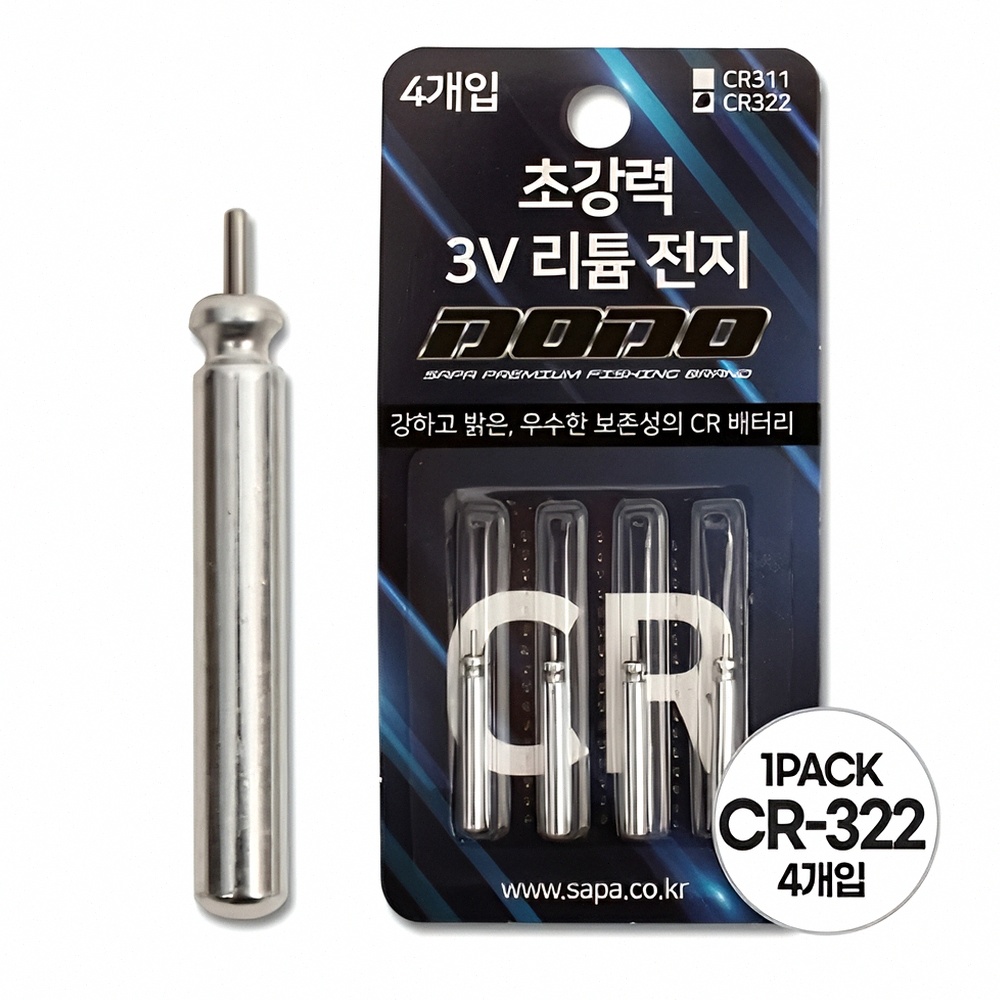 4개입
CR311
CR322
초강력
3V 리튬 전지
DODO
SAPA PREMIUM FISHING BRAND
강하고 밝은, 우수한 보존성의 CR 배터리
CR
www.sapa.co.kr
1PACK
CR-322
4개입